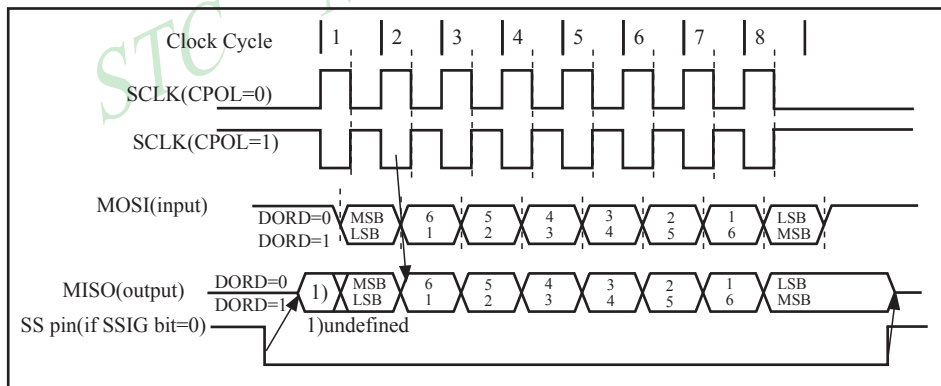 STC
Clock Cycle 1 2 3 4 5 6 7 8
SCLK(CPOL=0)
SCLK(CPOL=1)
MOSI(input)
DORD=0 MSB 6 5 4 3 2 1 LSB
DORD=1 LSB 1 2 3 4 5 6 MSB
MISO(output)
DORD=0 1) MSB 6 5 4 3 2 1 LSB
DORD=1 LSB 1 2 3 4 5 6 MSB
SS pin(if SSIG bit=0) 1)undefined